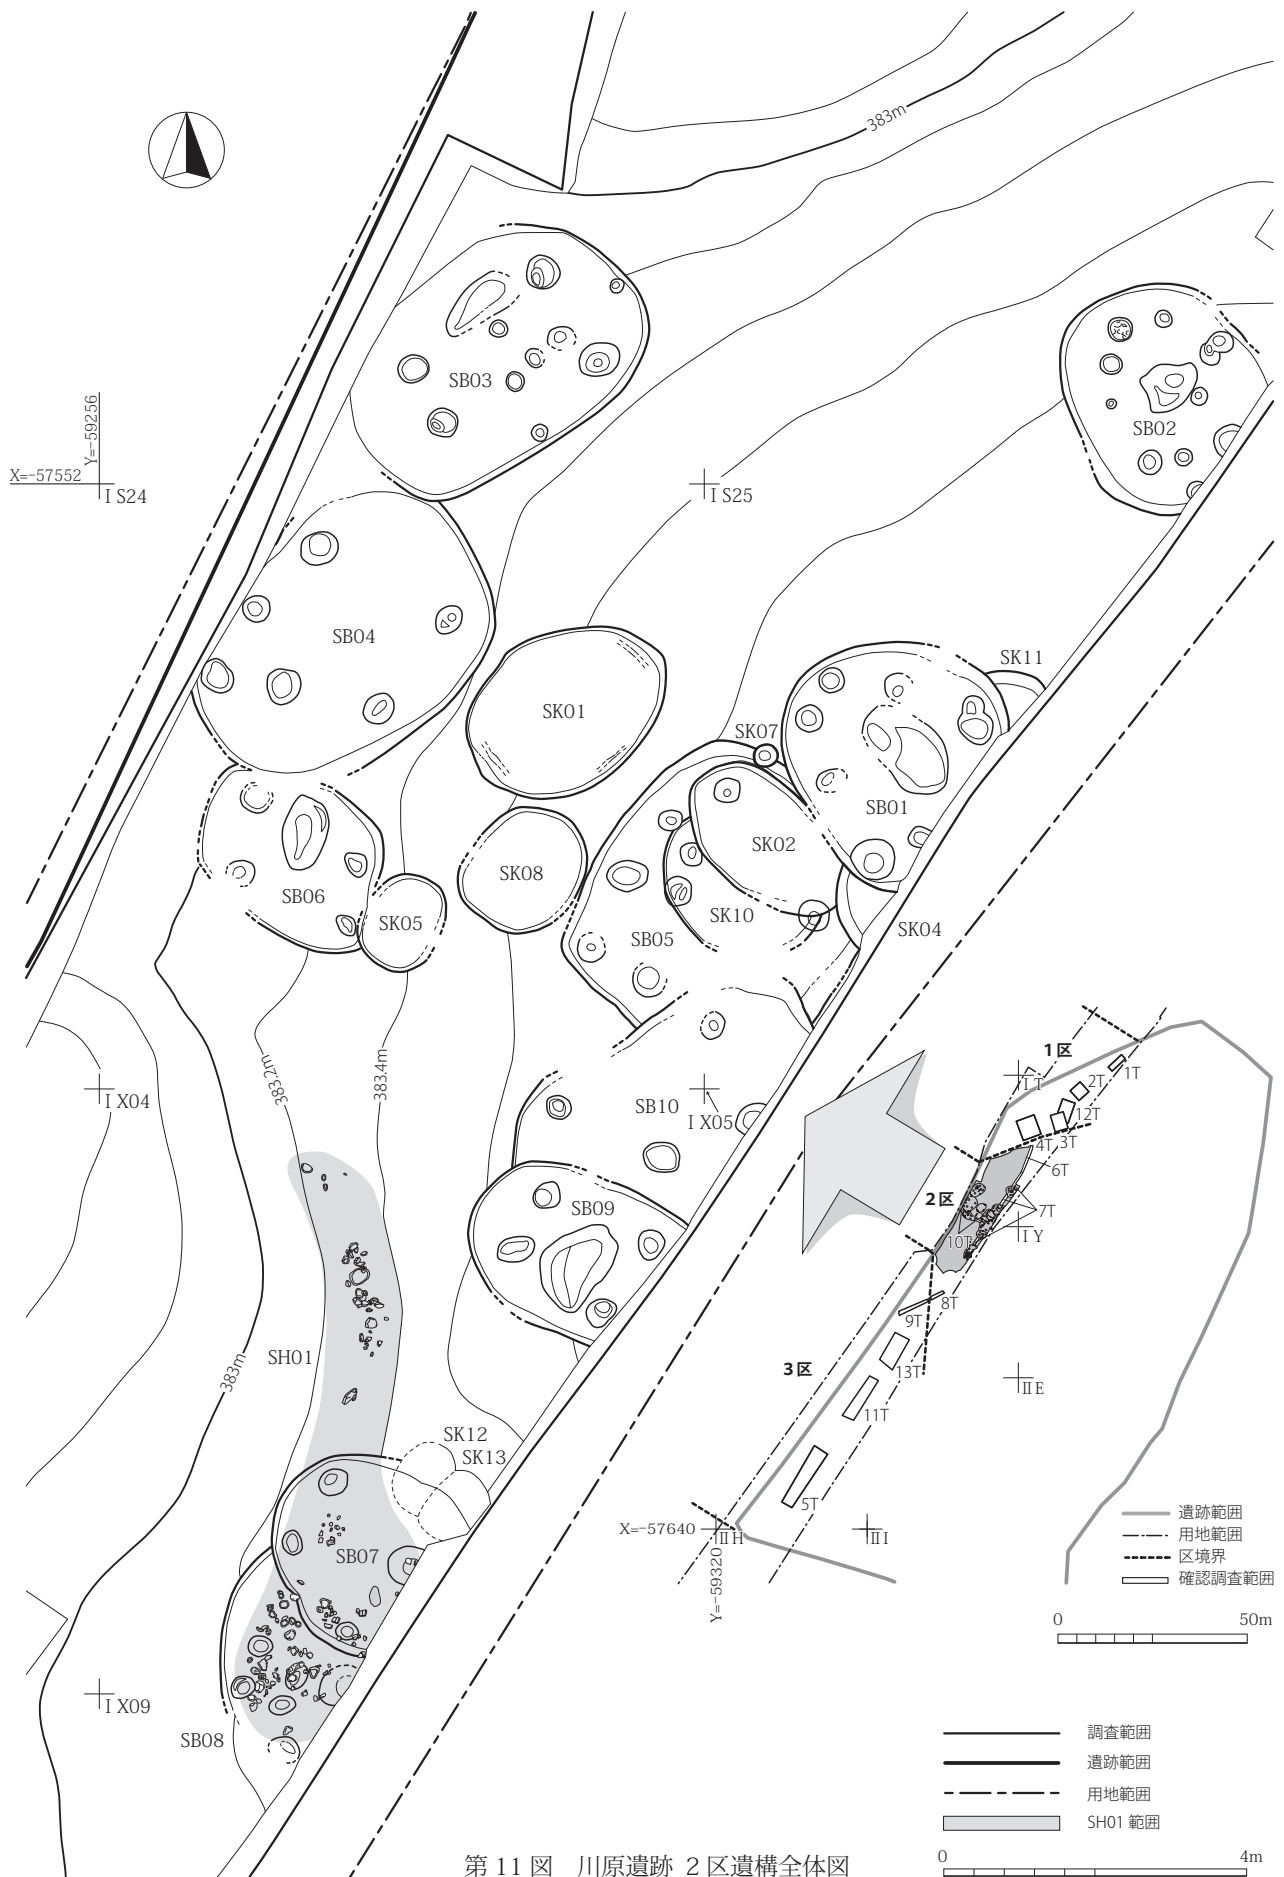 383m
SB03
SB02
Y=-59256
X=-57552
I S24
I S25
SB04
SK11
SK01
SK07
SB01
SK02
SK08
SB06
SK05
SK10
SB05
SK04
383.2m
383.4m
I X04
SB10
I X05
SB09
SH01
383m
SK12
SK13
SB07
I X09
SB08
1区
I T
1T
2T
12T
3T
4T
6T
2区
7T
I Y
10T
8T
9T
3区
13T
II E
11T
5T
X=-57640
II H
II I
Y=-59320
遺跡範囲
用地範囲
区境界
確認調査範囲
0 50m
調査範囲
遺跡範囲
用地範囲
SH01 範囲
0 4m
第 11 図 川原遺跡 2 区遺構全体図